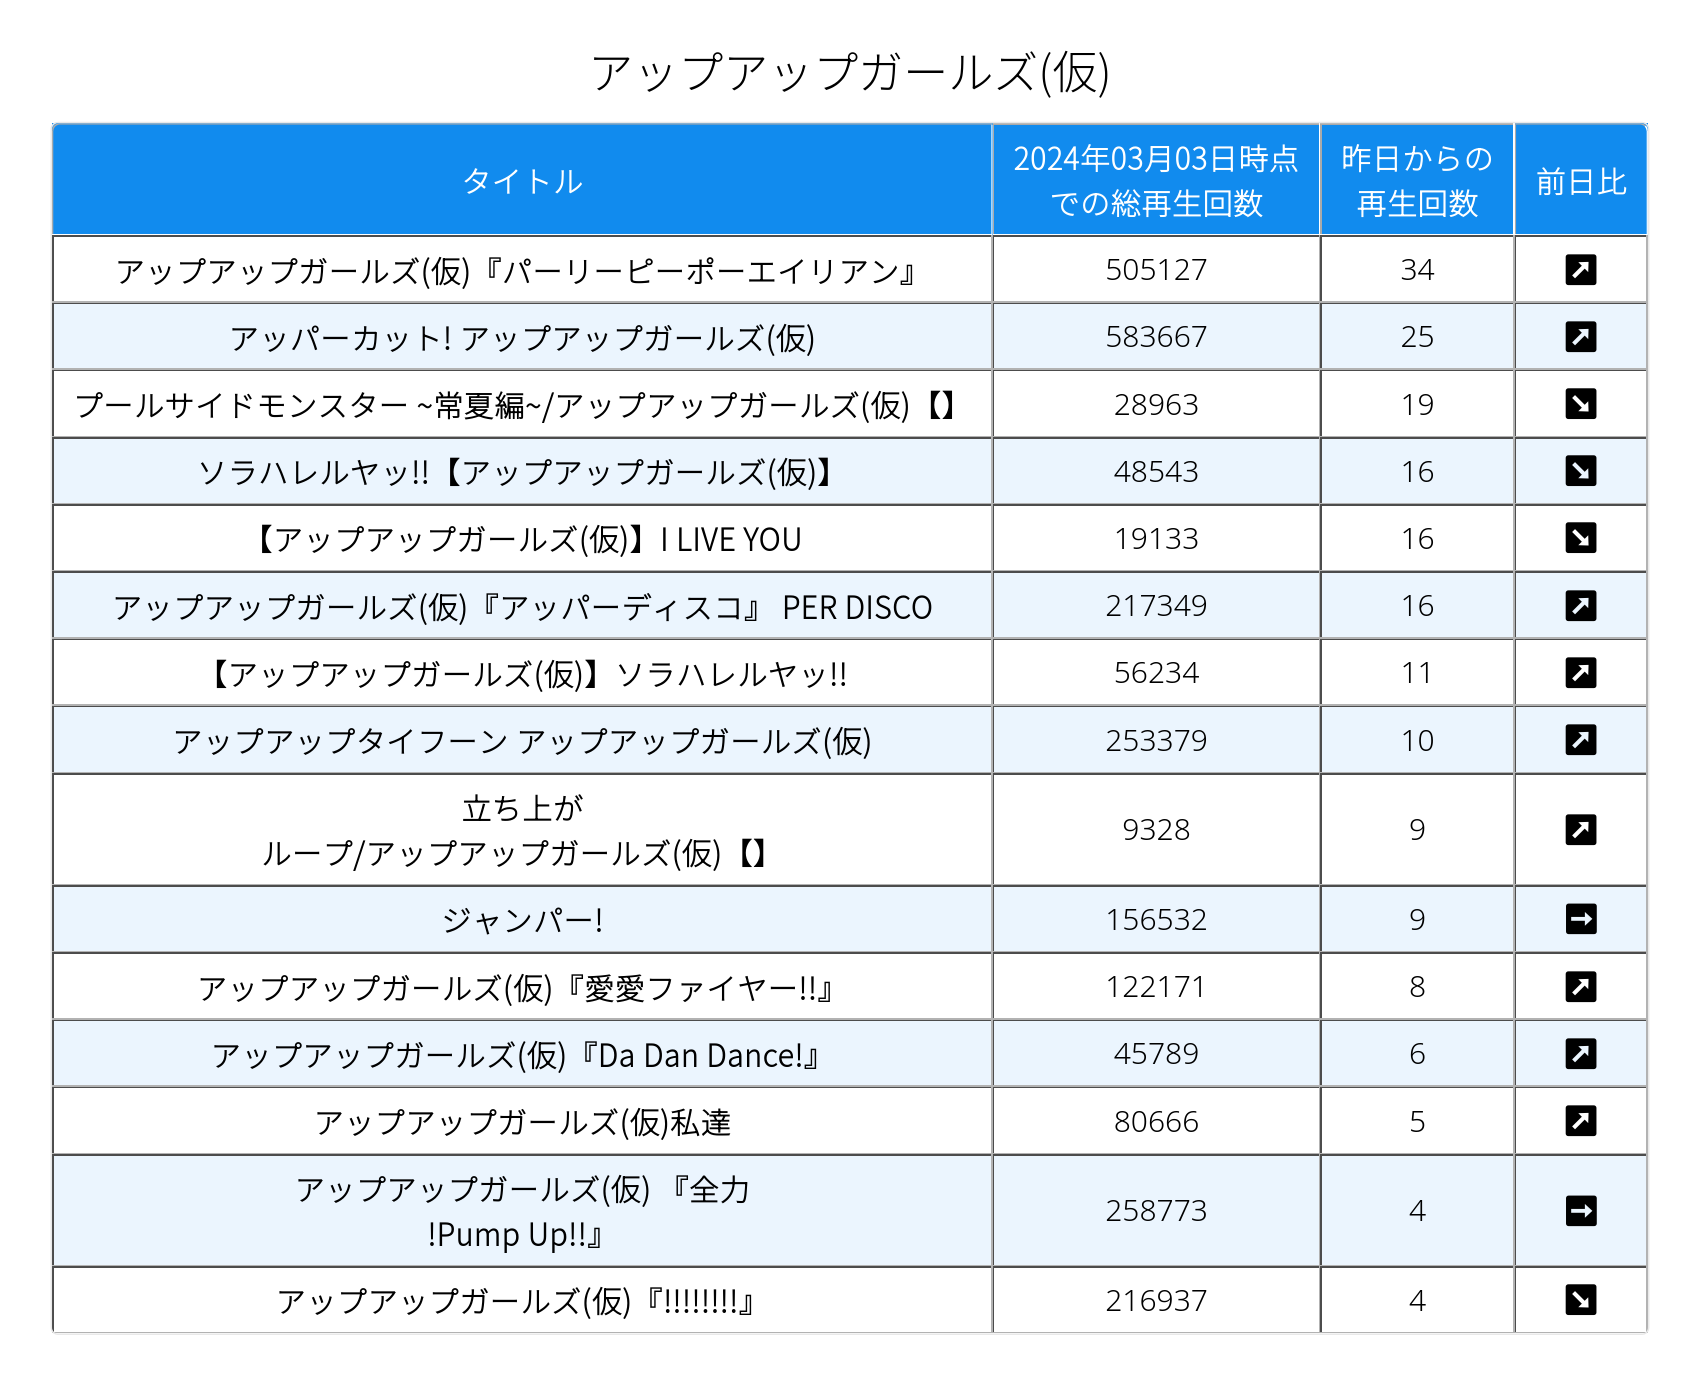 アップアップガールズ(仮)
タイトル 2024年03月03日時点での総再生回数 昨日からの再生回数 前日比
アップアップガールズ(仮)『パーリーピーポーエイリアン』 505127 34 ↗
アッパーカット! アップアップガールズ(仮) 583667 25 ↗
プールサイドモンスター ~常夏編~/アップアップガールズ(仮)【】 28963 19 ↘
ソラハレルヤッ!!【アップアップガールズ(仮)】 48543 16 ↘
【アップアップガールズ(仮)】I LIVE YOU 19133 16 ↘
アップアップガールズ(仮)『アッパーディスコ』 PER DISCO 217349 16 ↗
【アップアップガールズ(仮)】ソラハレルヤッ!! 56234 11 ↗
アップアップタイフーン アップアップガールズ(仮) 253379 10 ↗
立ち上が
ループ/アップアップガールズ(仮)【】 9328 9 ↗
ジャンパー! 156532 9 →
アップアップガールズ(仮)『愛愛ファイヤー!!』 122171 8 ↗
アップアップガールズ(仮)『Da Dan Dance!』 45789 6 ↗
アップアップガールズ(仮)私達 80666 5 ↗
アップアップガールズ(仮) 『全力
!Pump Up!!』 258773 4 →
アップアップガールズ(仮)『!!!!!!!!』 216937 4 ↘